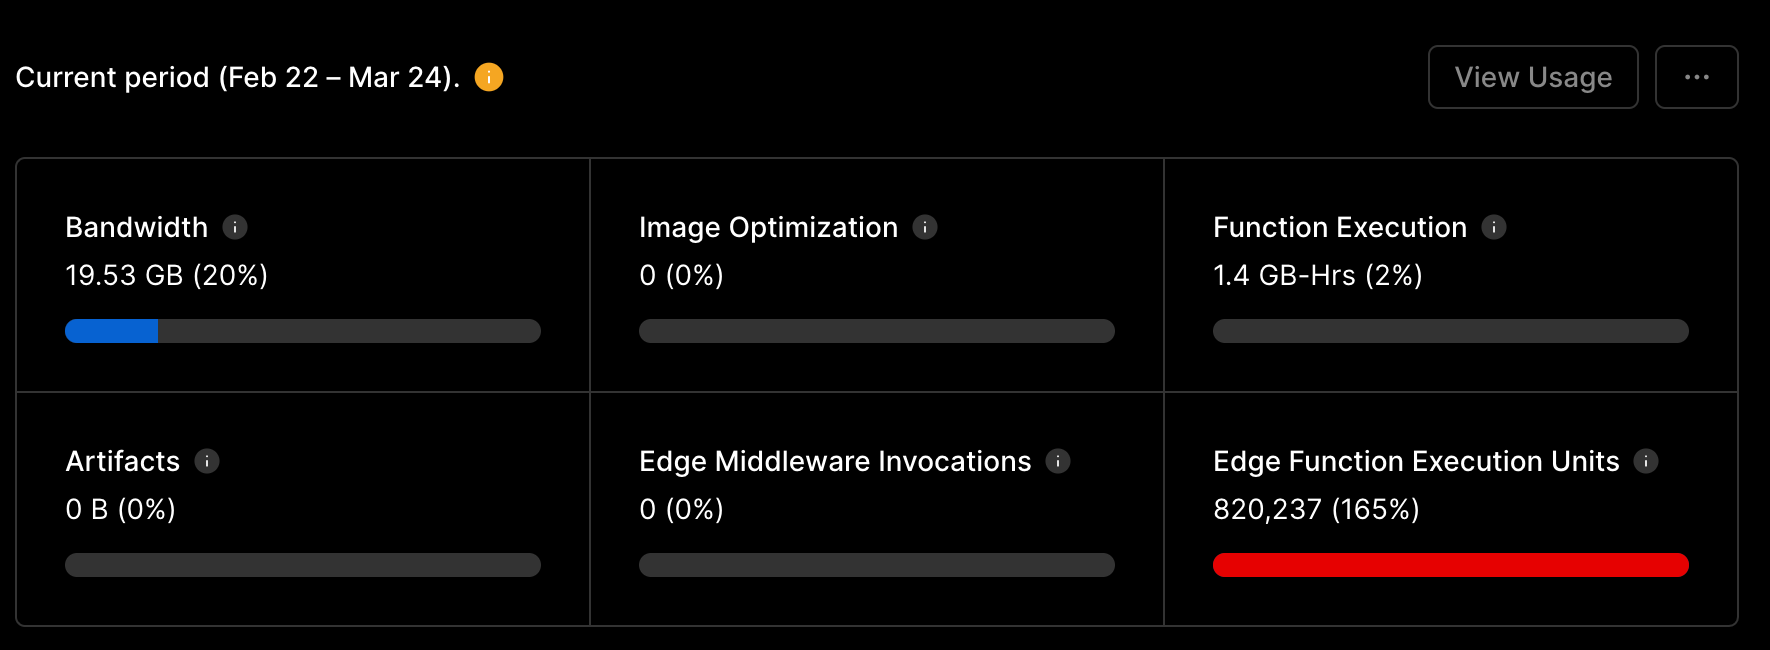 Current period (Feb 22 – Mar 24).
View Usage
Bandwidth
19.53 GB (20%)
Image Optimization
0 (0%)
Function Execution
1.4 GB-Hrs (2%)
Artifacts
0 B (0%)
Edge Middleware Invocations
0 (0%)
Edge Function Execution Units
820,237 (165%)